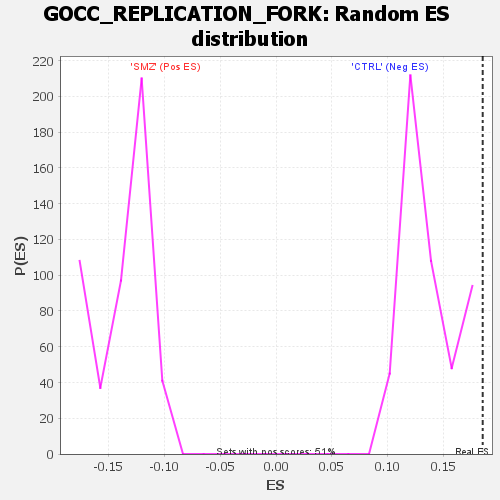 GOCC_REPLICATION_FORK: Random ES
distribution
'SMZ' (Pos ES)
'CTRL' (Neg ES)
220
200
180
160
140
120
100
80
60
40
20
0
P(ES)
Sets with pos scores: 51%
Real ES
-0.15
-0.10
-0.05
0.00
0.05
0.10
0.15
ES